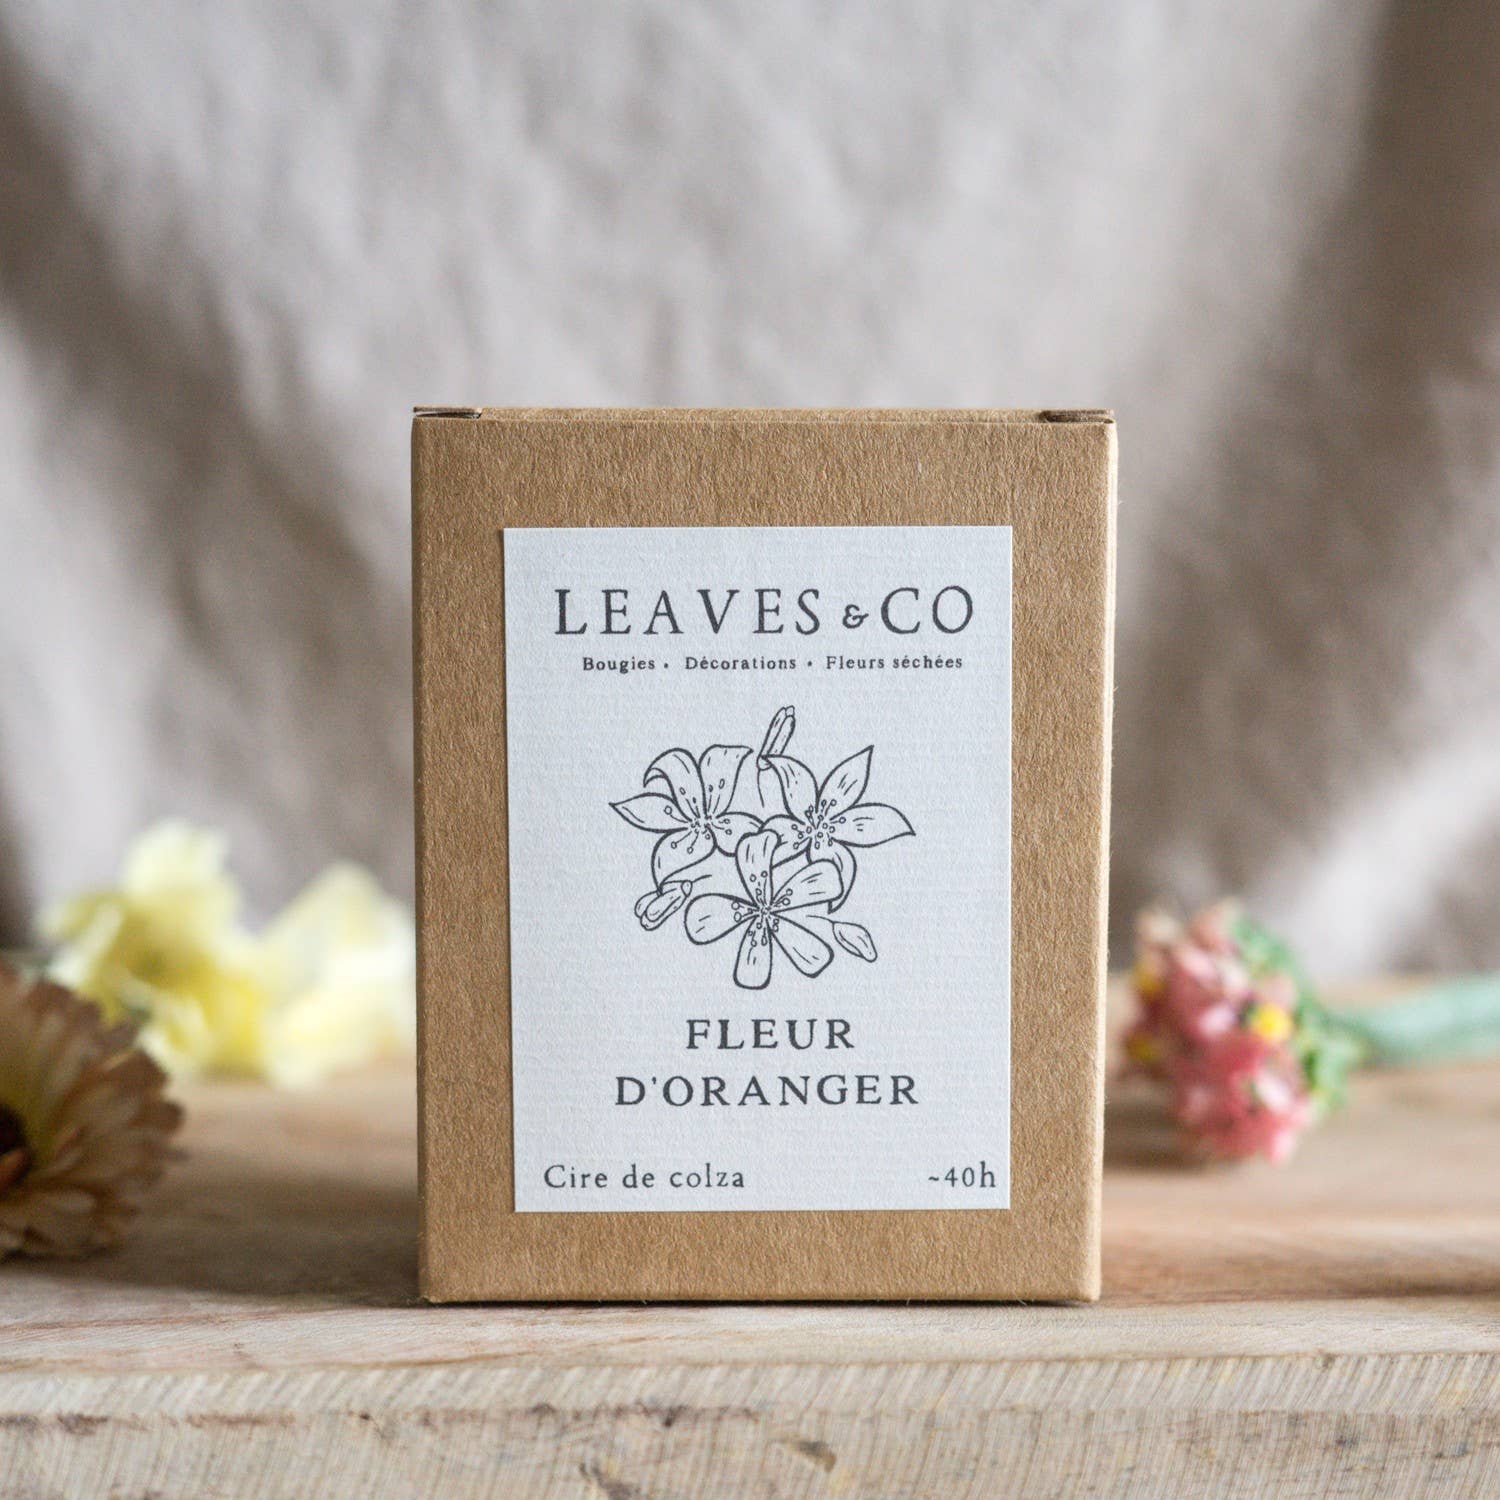 LEAVES & CO
Bougies • Décorations • Fleurs séchées
FLEUR
D'ORANGER
Cire de colza ~40h